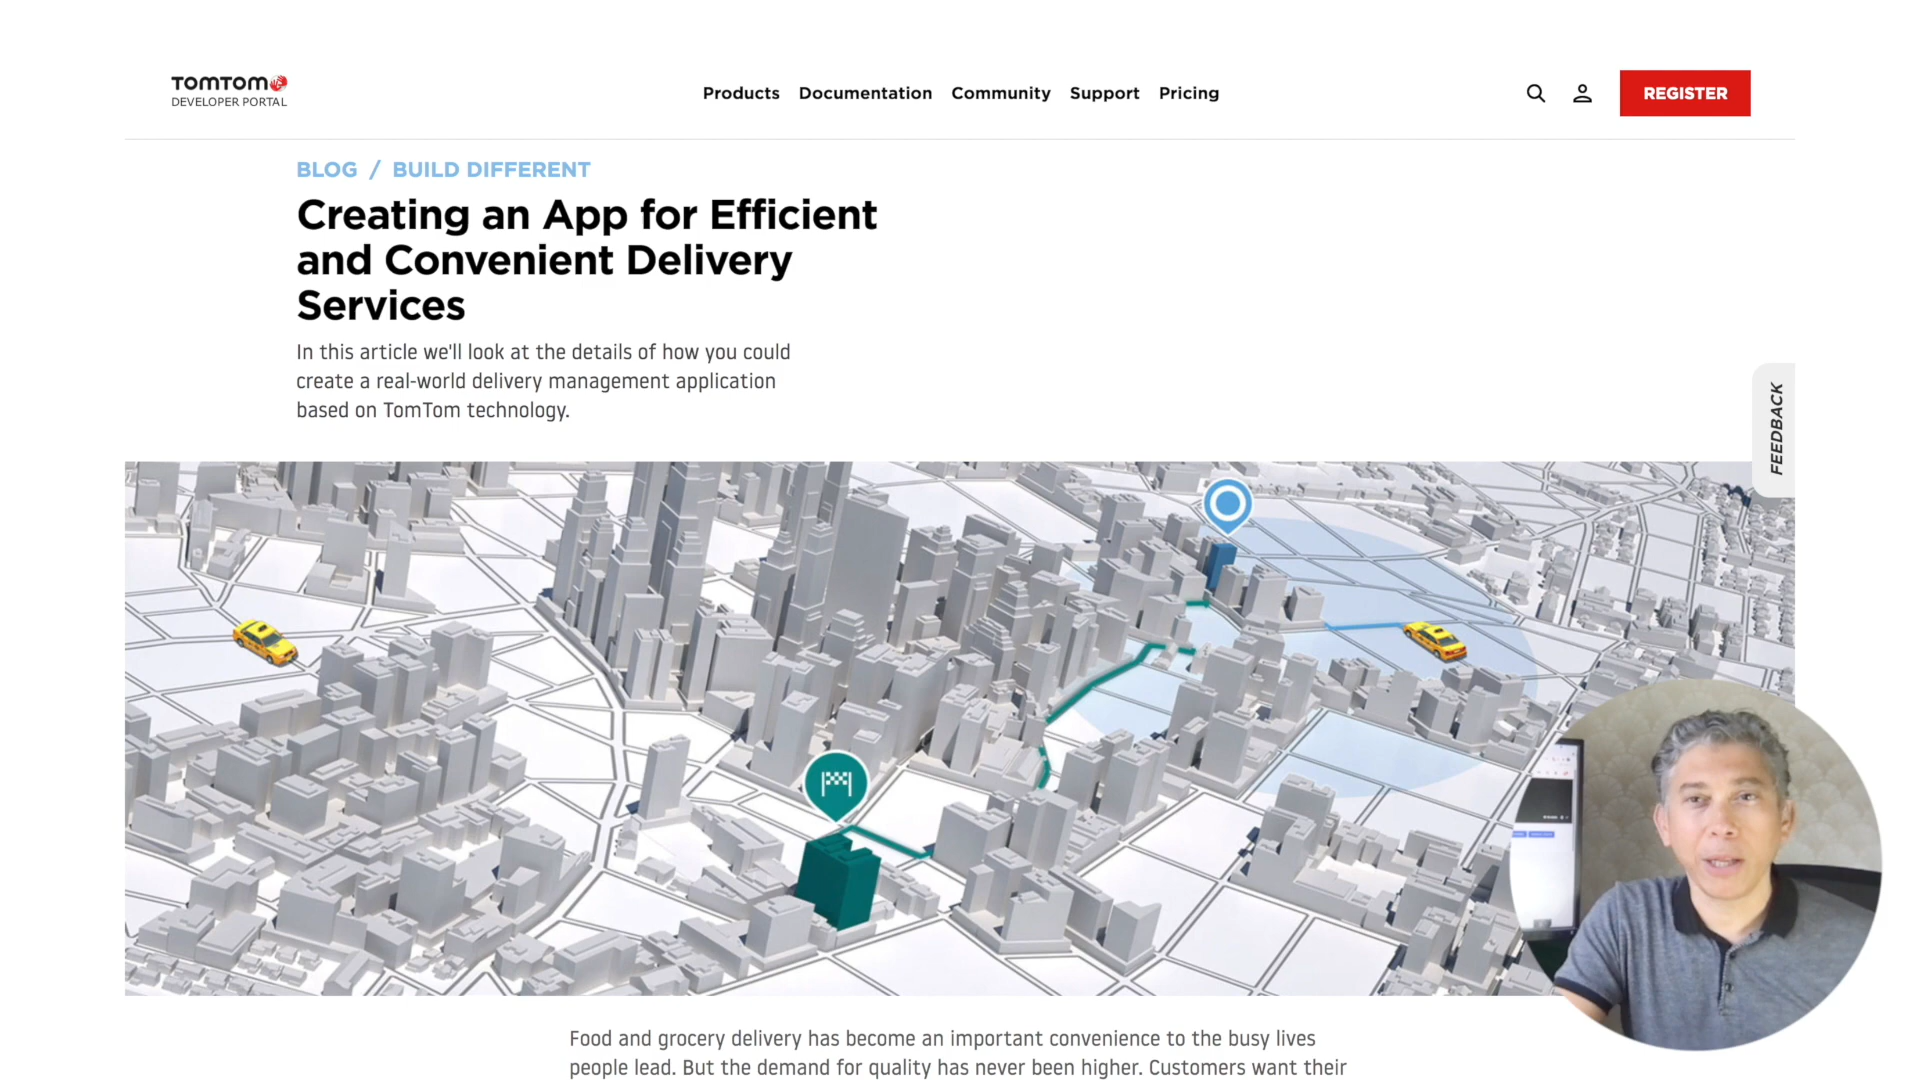 TOMTOM
DEVELOPER PORTAL
Products Documentation Community Support Pricing
REGISTER
BLOG / BUILD DIFFERENT
Creating an App for Efficient
and Convenient Delivery
Services
In this article we'll look at the details of how you could
create a real-world delivery management application
based on TomTom technology.
FEEDBACK
Food and grocery delivery has become an important convenience to the busy lives
people lead. But the demand for quality has never been higher. Customers want their